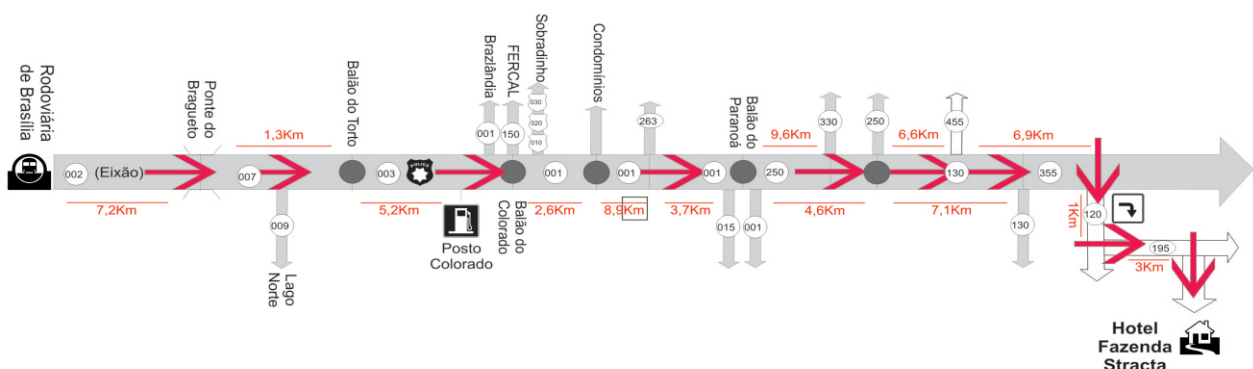 Rodoviária
de Brasília
002
(Eixão)
7,2Km
Ponte do
Bragueto
1,3Km
007
009
Lago
Norte
Balão do Torto
003
POLICE
5,2Km
Posto
Colorado
Brazlândia
001
FERCAL
150
Sobradinho
030
020
010
Balão do
Colorado
001
2,6Km
Condomínios
001
8,9Km
263
3,7Km
001
Balão do
Paranoá
015
001
250
9,6Km
330
4,6Km
250
6,6Km
455
130
7,1Km
6,9Km
130
355
1Km
120
195
3Km
Hotel
Fazenda
Stracta